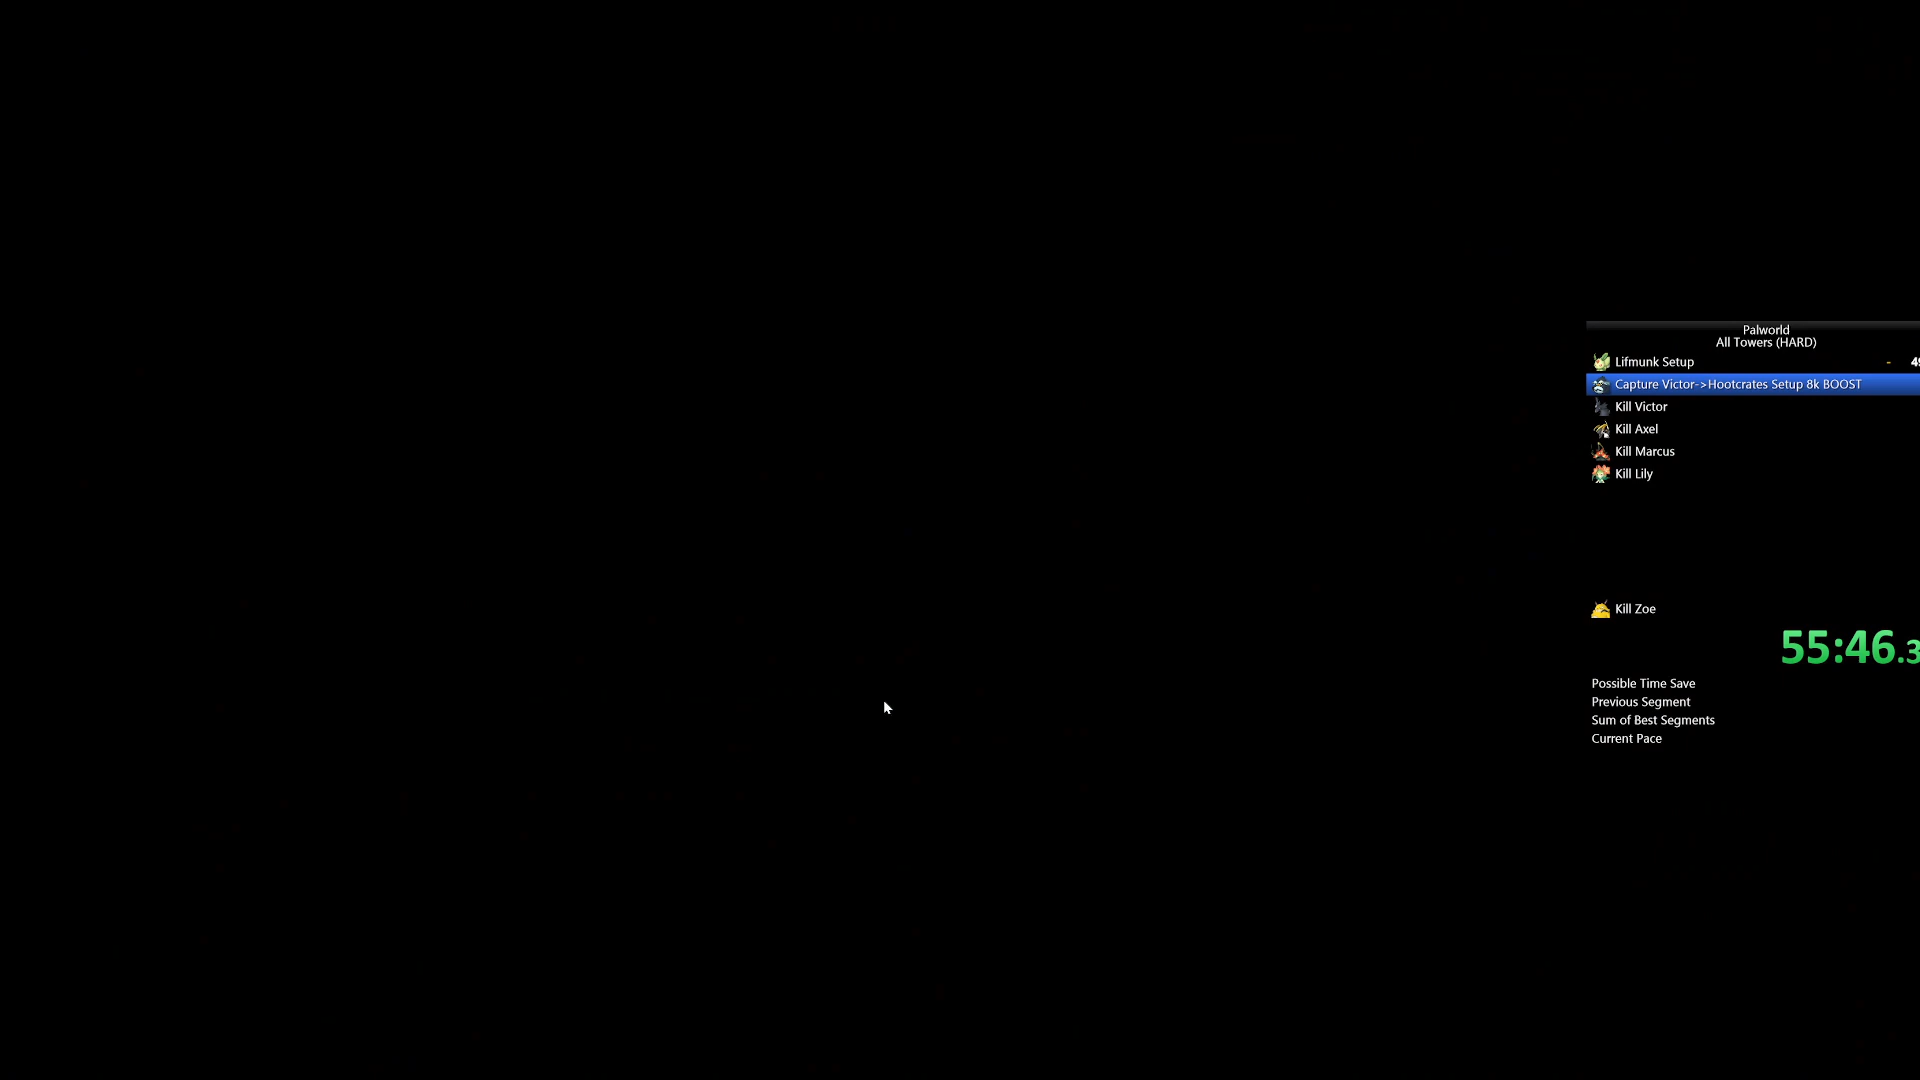 Palworld
All Towers (HARD)
Lifmunk Setup -
Capture Victor->Hootcrates Setup 8k BOOST
Kill Victor
Kill Axel
Kill Marcus
Kill Lily
Kill Zoe
55:46.3
Possible Time Save
Previous Segment
Sum of Best Segments
Current Pace